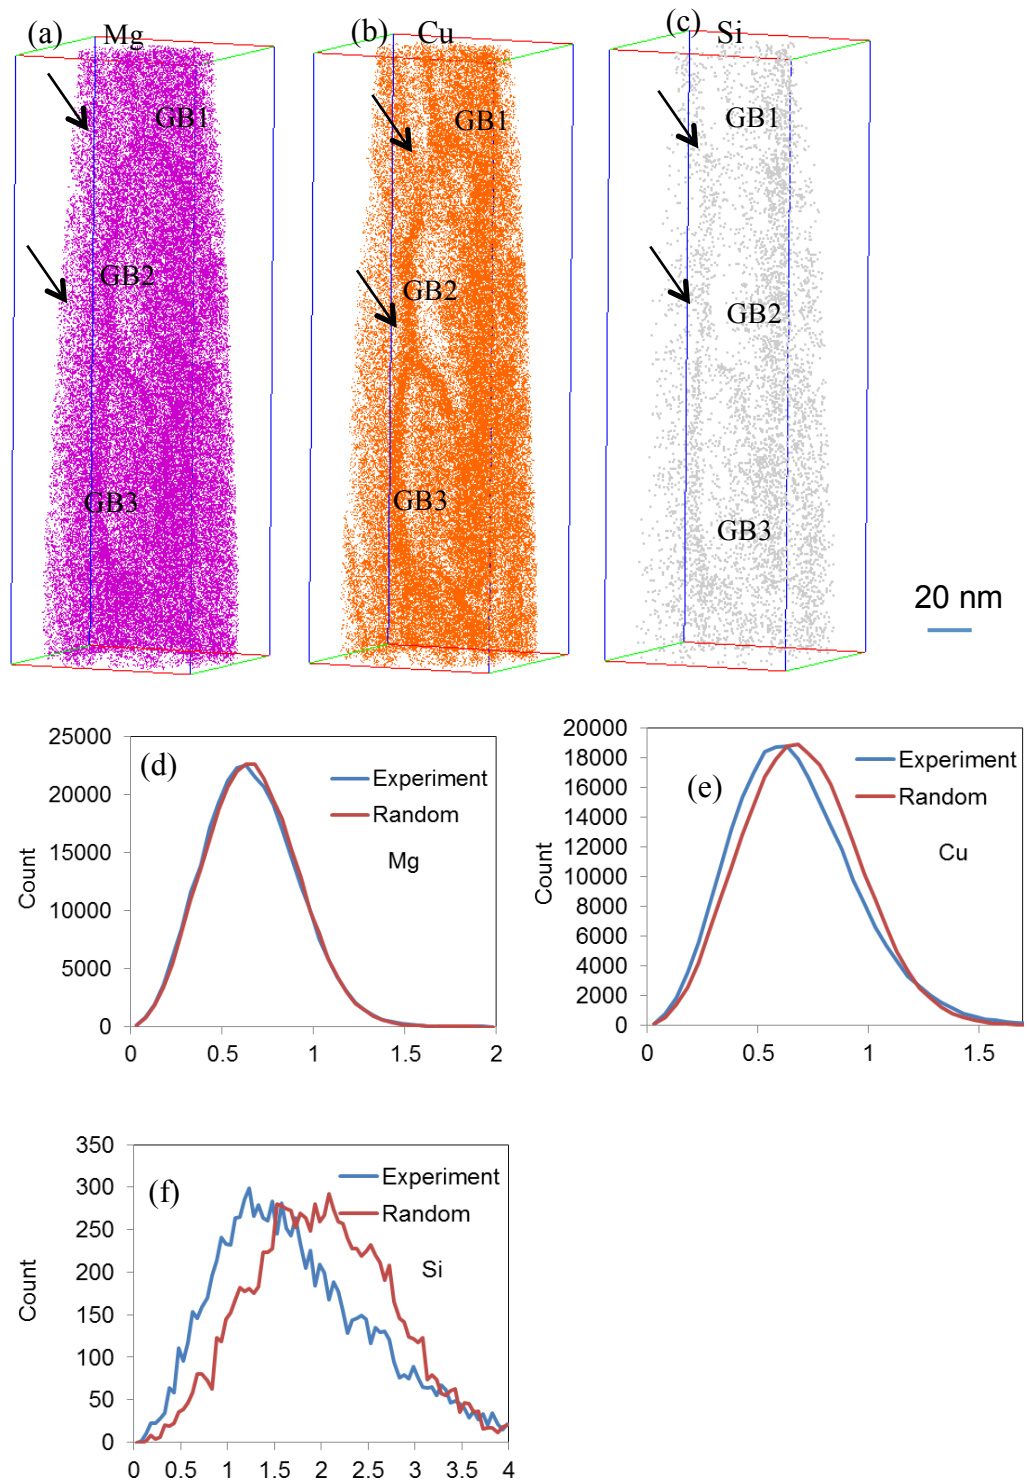 (a) Mg
(b) Cu
(c) Si
GB1
GB2
GB3
GB1
GB2
GB3
GB1
GB2
GB3
20 nm
25000
20000
15000
10000
5000
0
0 0.5 1 1.5 2
Count
(d)
Experiment
Random
Mg
20000
18000
16000
14000
12000
10000
8000
6000
4000
2000
0
0 0.5 1 1.5
Count
(e)
Experiment
Random
Cu
350
300
250
200
150
100
50
0
0 0.5 1 1.5 2 2.5 3 3.5 4
Count
(f)
Experiment
Random
Si